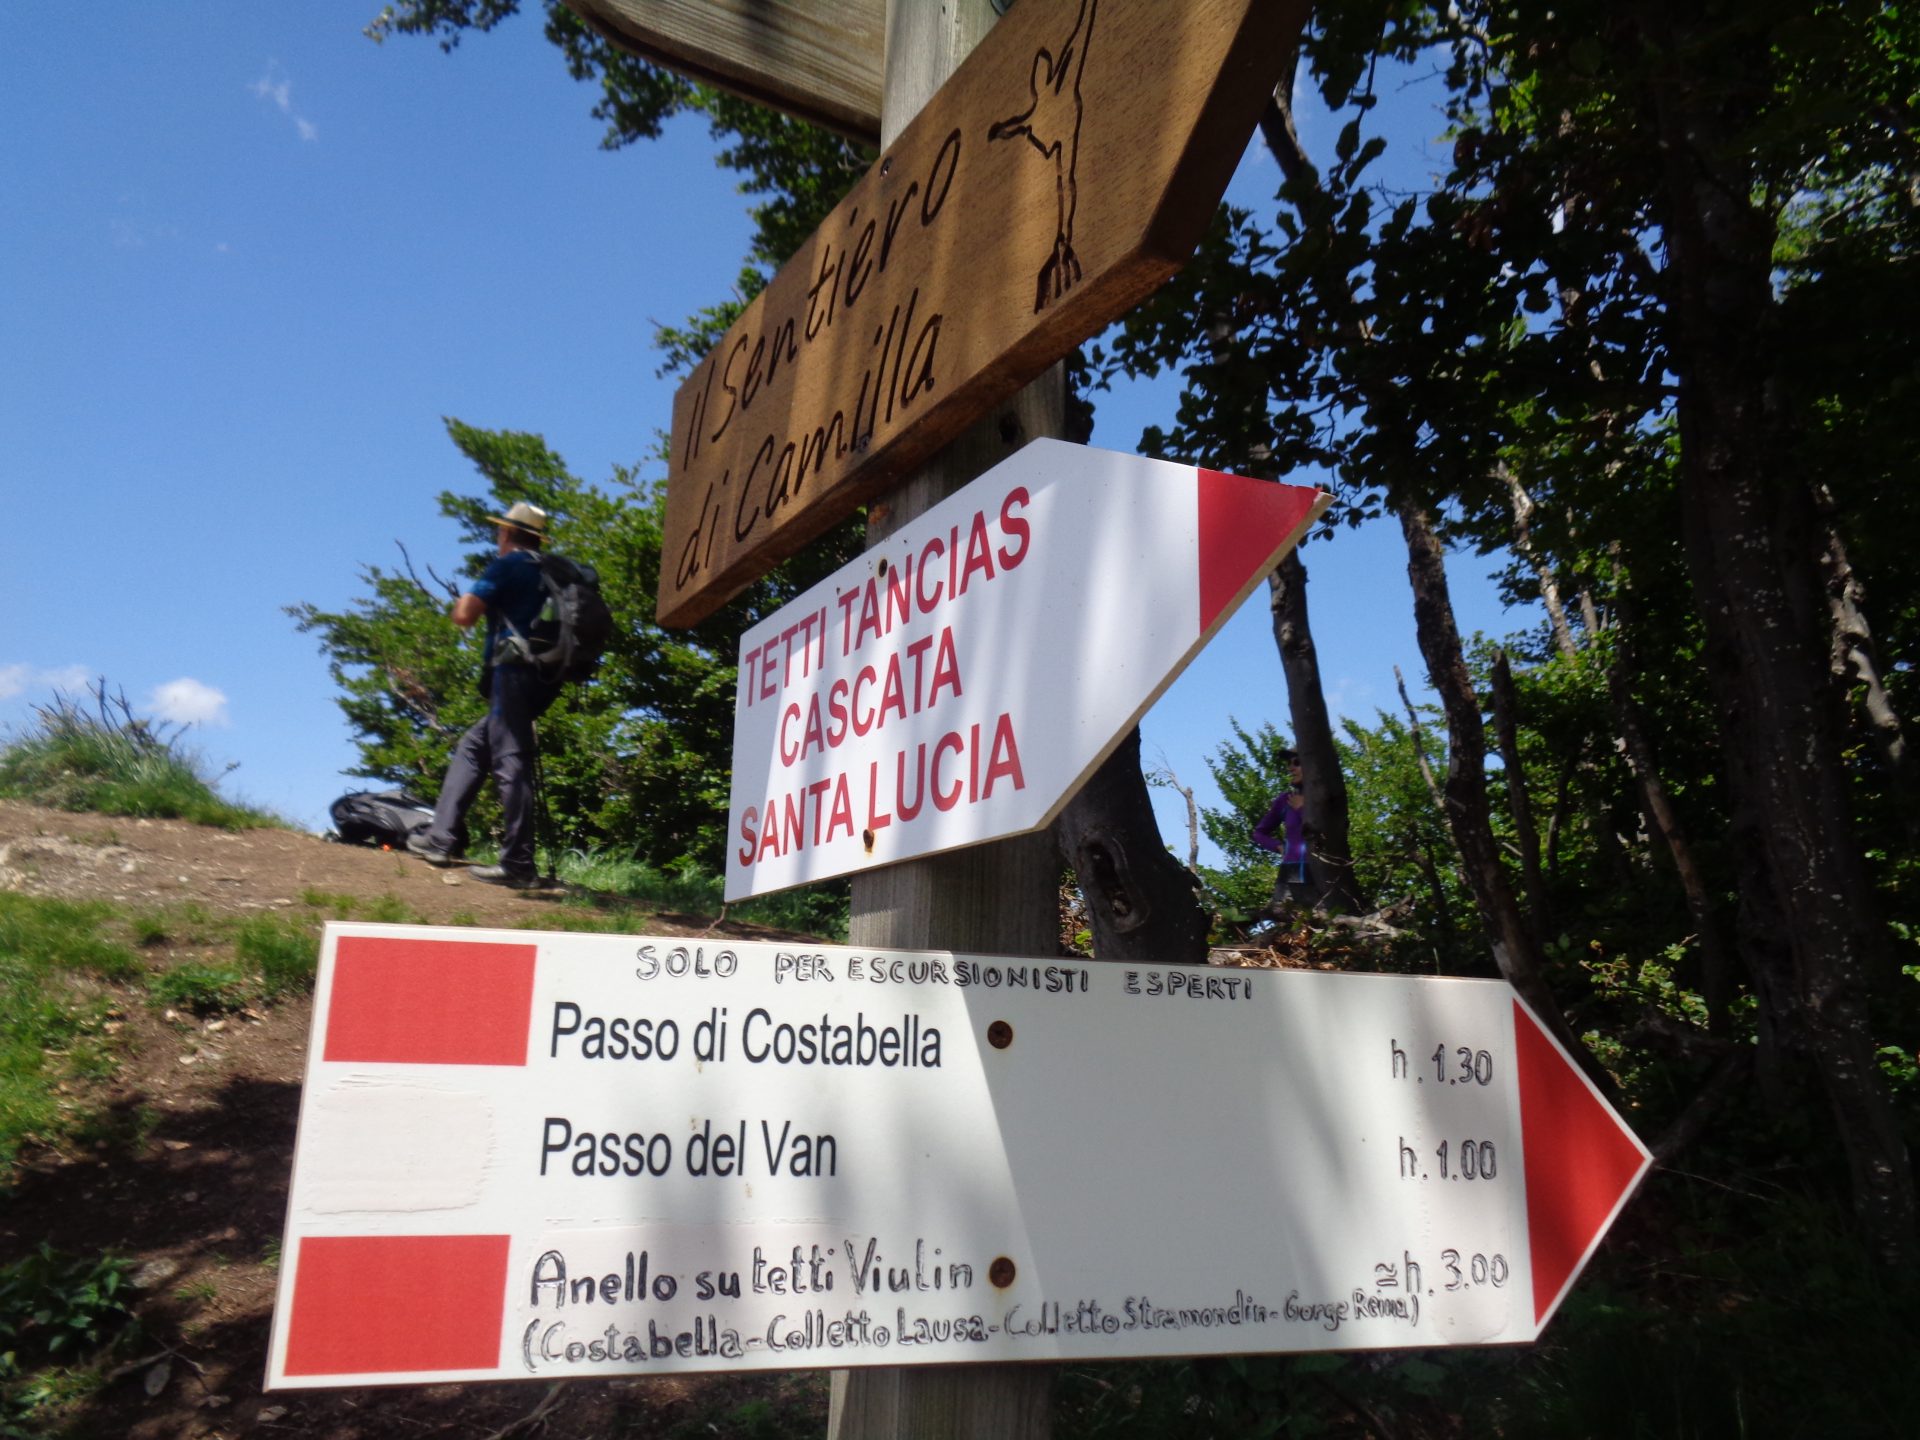 Il Sentiero
di Camilla
TETTI TANCIAS
CASCATA
SANTA LUCIA
SOLO PER ESCURSIONISTI ESPERTI
Passo di Costabella h. 1.30
Passo del Van h. 1.00
Anello su tetti Viulin ≃h. 3.00
(Costabella-Colletto Lausa-Colletto Stramondin-Gorge Reina)